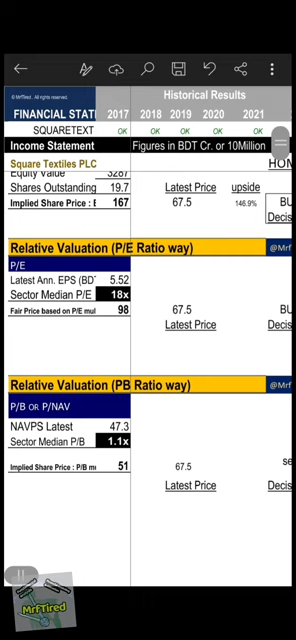 © MrfTired . All rights reserved.
Historical Results
FINANCIAL STATI 2017 2018 2019 2020 2021
SQUARETEXT OK OK OK OK OK
Income Statement Figures in BDT Cr. or 10Million
Square Textiles PLC HON
Equity Value 3287
Shares Outstanding 19.7 Latest Price upside
Implied Share Price : E 167 67.5 146.9% BU
Decis
Relative Valuation (P/E Ratio way) @Mrf
P/E
Latest Ann. EPS (BDT 5.52
Sector Median P/E 18x
Fair Price based on P/E mul 98 67.5 BU
Latest Price Decis
Relative Valuation (PB Ratio way) @Mrf
P/B OR P/NAV
NAVPS Latest 47.3
Sector Median P/B 1.1x
Implied Share Price : P/B mu 51 67.5 se
Latest Price Decis
MrFTired